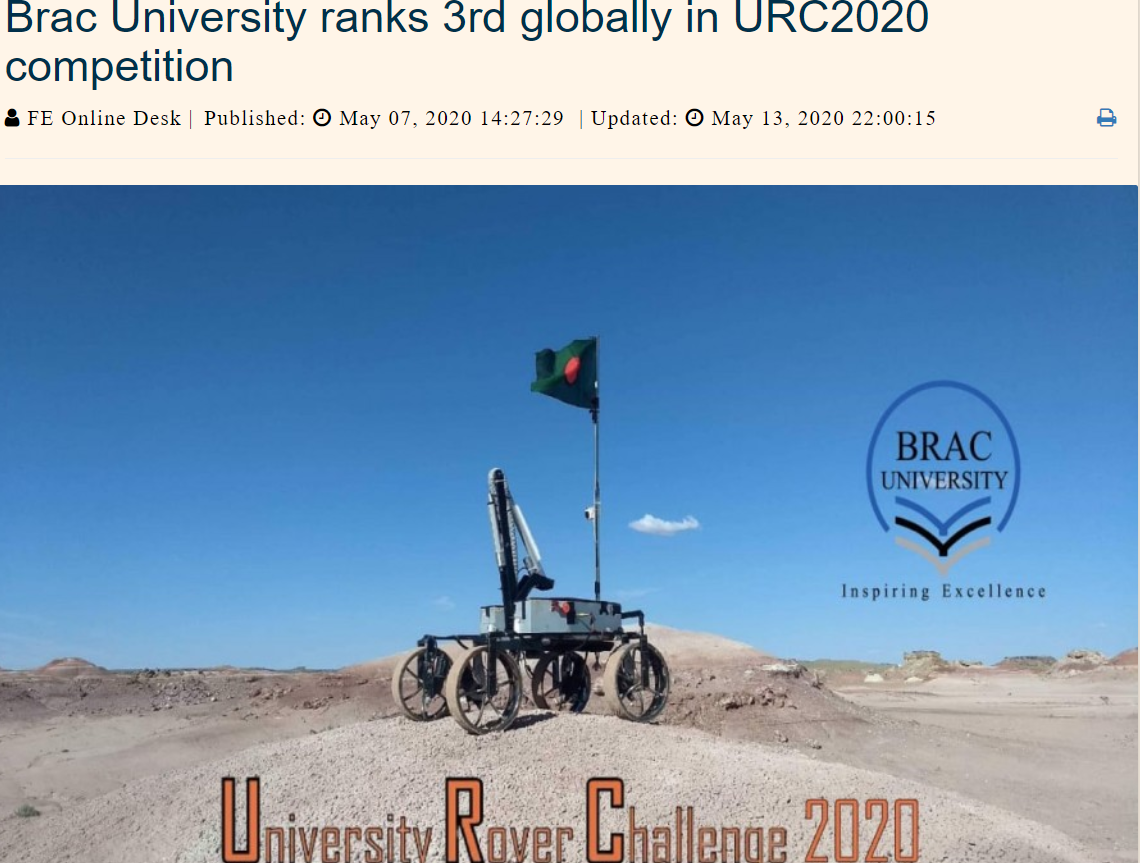 Brac University ranks 3rd globally in URC2020
competition
FE Online Desk | Published: May 07, 2020 14:27:29 | Updated: May 13, 2020 22:00:15
BRAC
UNIVERSITY
Inspiring Excellence
University Rover Challenge 2020